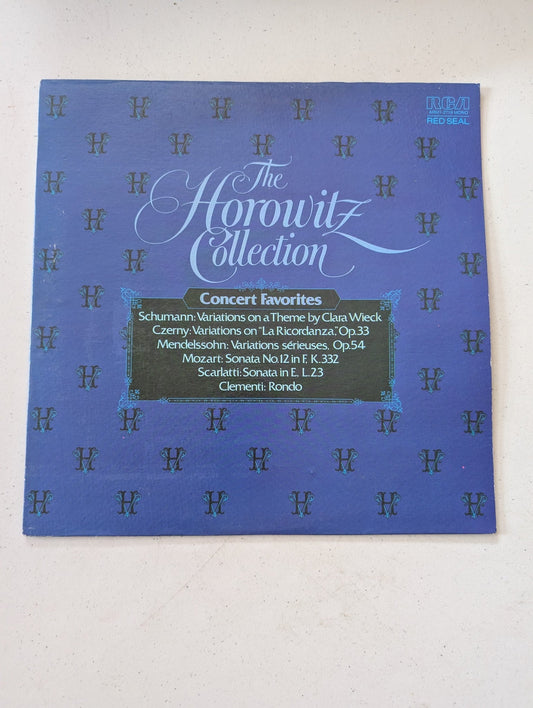 RCA
RED SEAL
The
Horowitz
Collection
Concert Favorites
Schumann: Variations on a Theme by Clara Wieck
Czerny: Variations on "La Ricordanza," Op.33
Mendelssohn: Variations sérieuses, Op.54
Mozart: Sonata No.12 in F, K.332
Scarlatti: Sonata in E, L.23
Clementi: Rondo